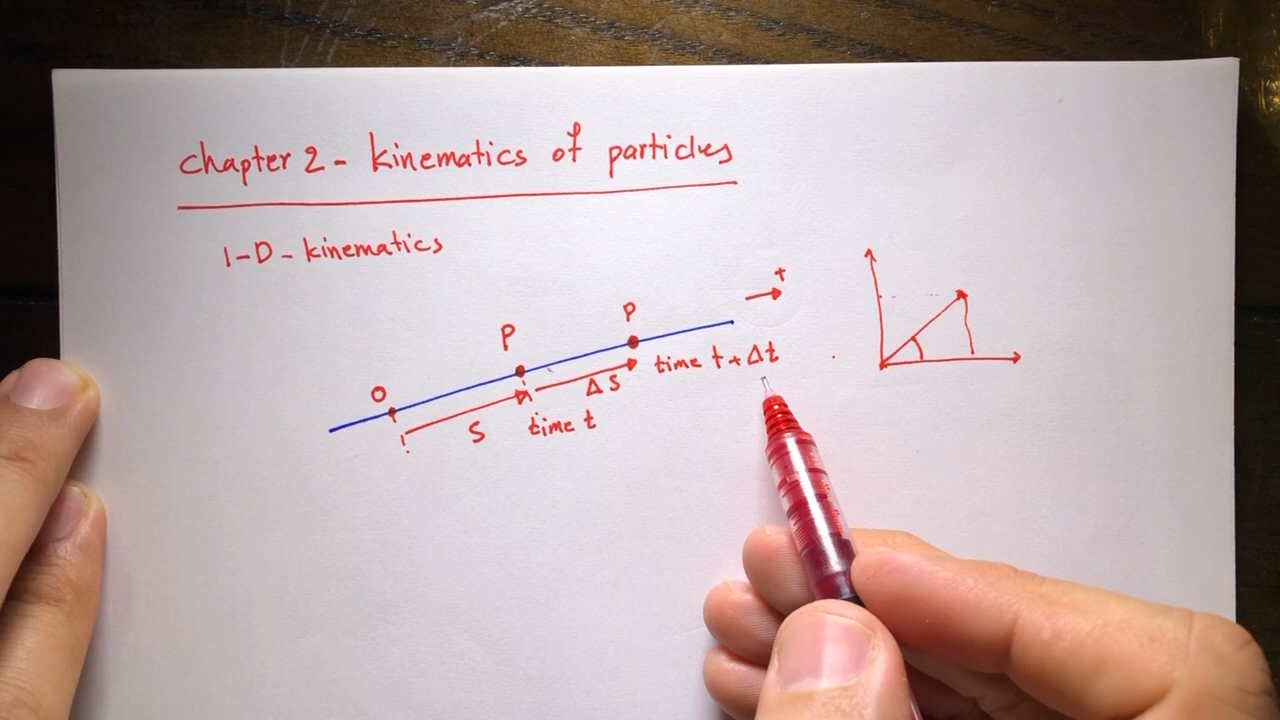 chapter 2 - kinematics of particles
1-D - kinematics
+
P
P
O
time t + Δt
ΔS
S
time t